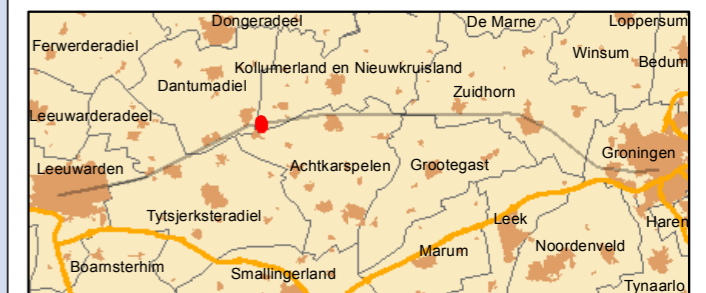 Dongeradeel
De Marne
Loppersum
Ferwerderadiel
Winsum
Bedum
Kollumerland en Nieuwkruisland
Dantumadiel
Zuidhorn
Leeuwarderadeel
Groningen
Leeuwarden
Achtkarspelen
Grootegast
Tytsjerksteradiel
Leek
Haren
Marum
Noordenveld
Boarnsterhim
Smallingerland
Tynaarlo